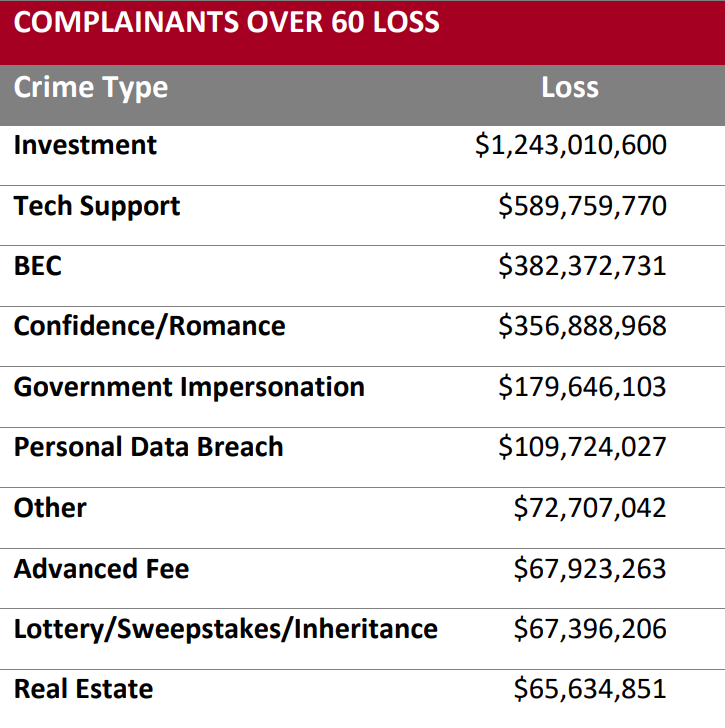 COMPLAINANTS OVER 60 LOSS
Crime Type Loss
Investment $1,243,010,600
Tech Support $589,759,770
BEC $382,372,731
Confidence/Romance $356,888,968
Government Impersonation $179,646,103
Personal Data Breach $109,724,027
Other $72,707,042
Advanced Fee $67,923,263
Lottery/Sweepstakes/Inheritance $67,396,206
Real Estate $65,634,851